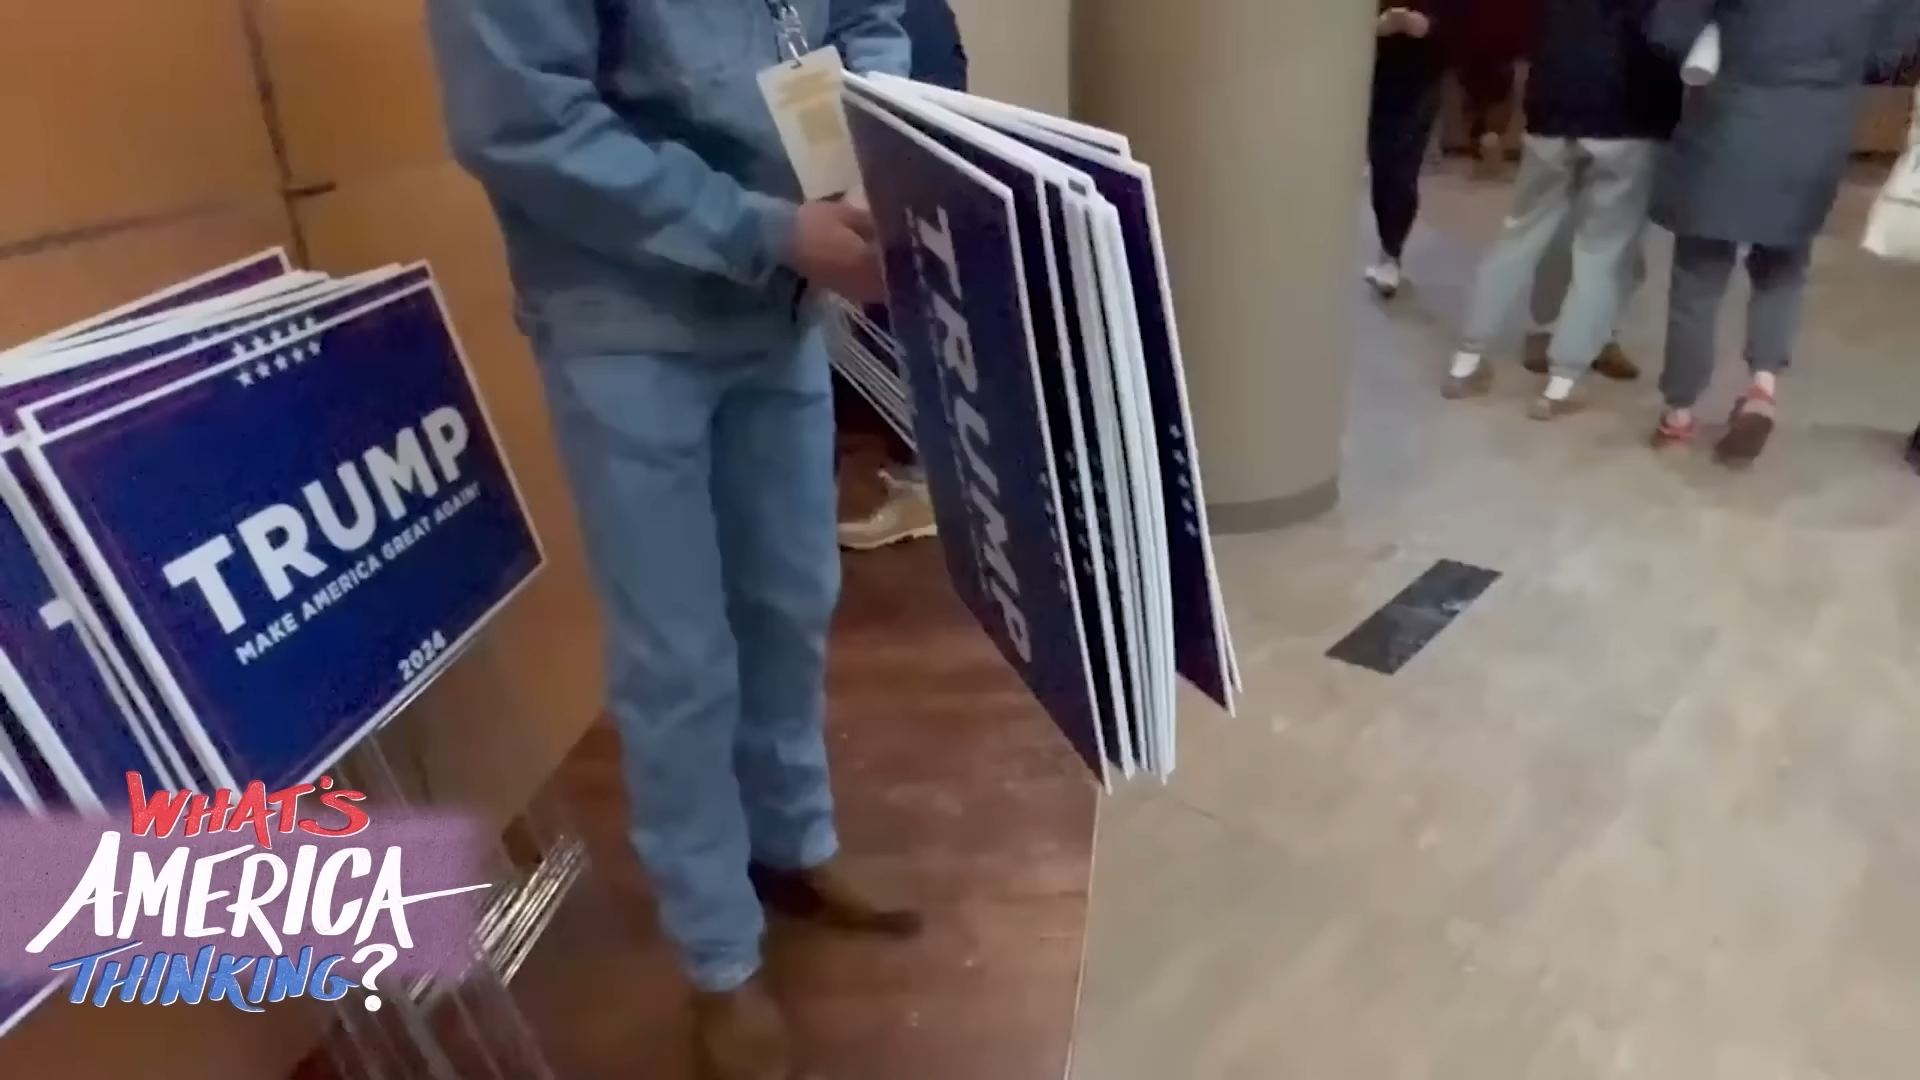 TRUMP
MAKE AMERICA GREAT AGAIN!
2024
TRUMP
WHAT'S
AMERICA
THINKING?